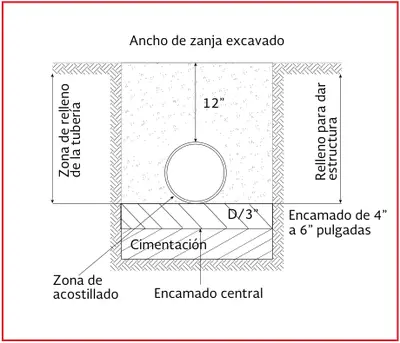 Ancho de zanja excavado
Zona de relleno
de la tubería
12”
Relleno para dar
estructura
D/3”
Encamado de 4”
a 6” pulgadas
Cimentación
Zona de
acostillado
Encamado central